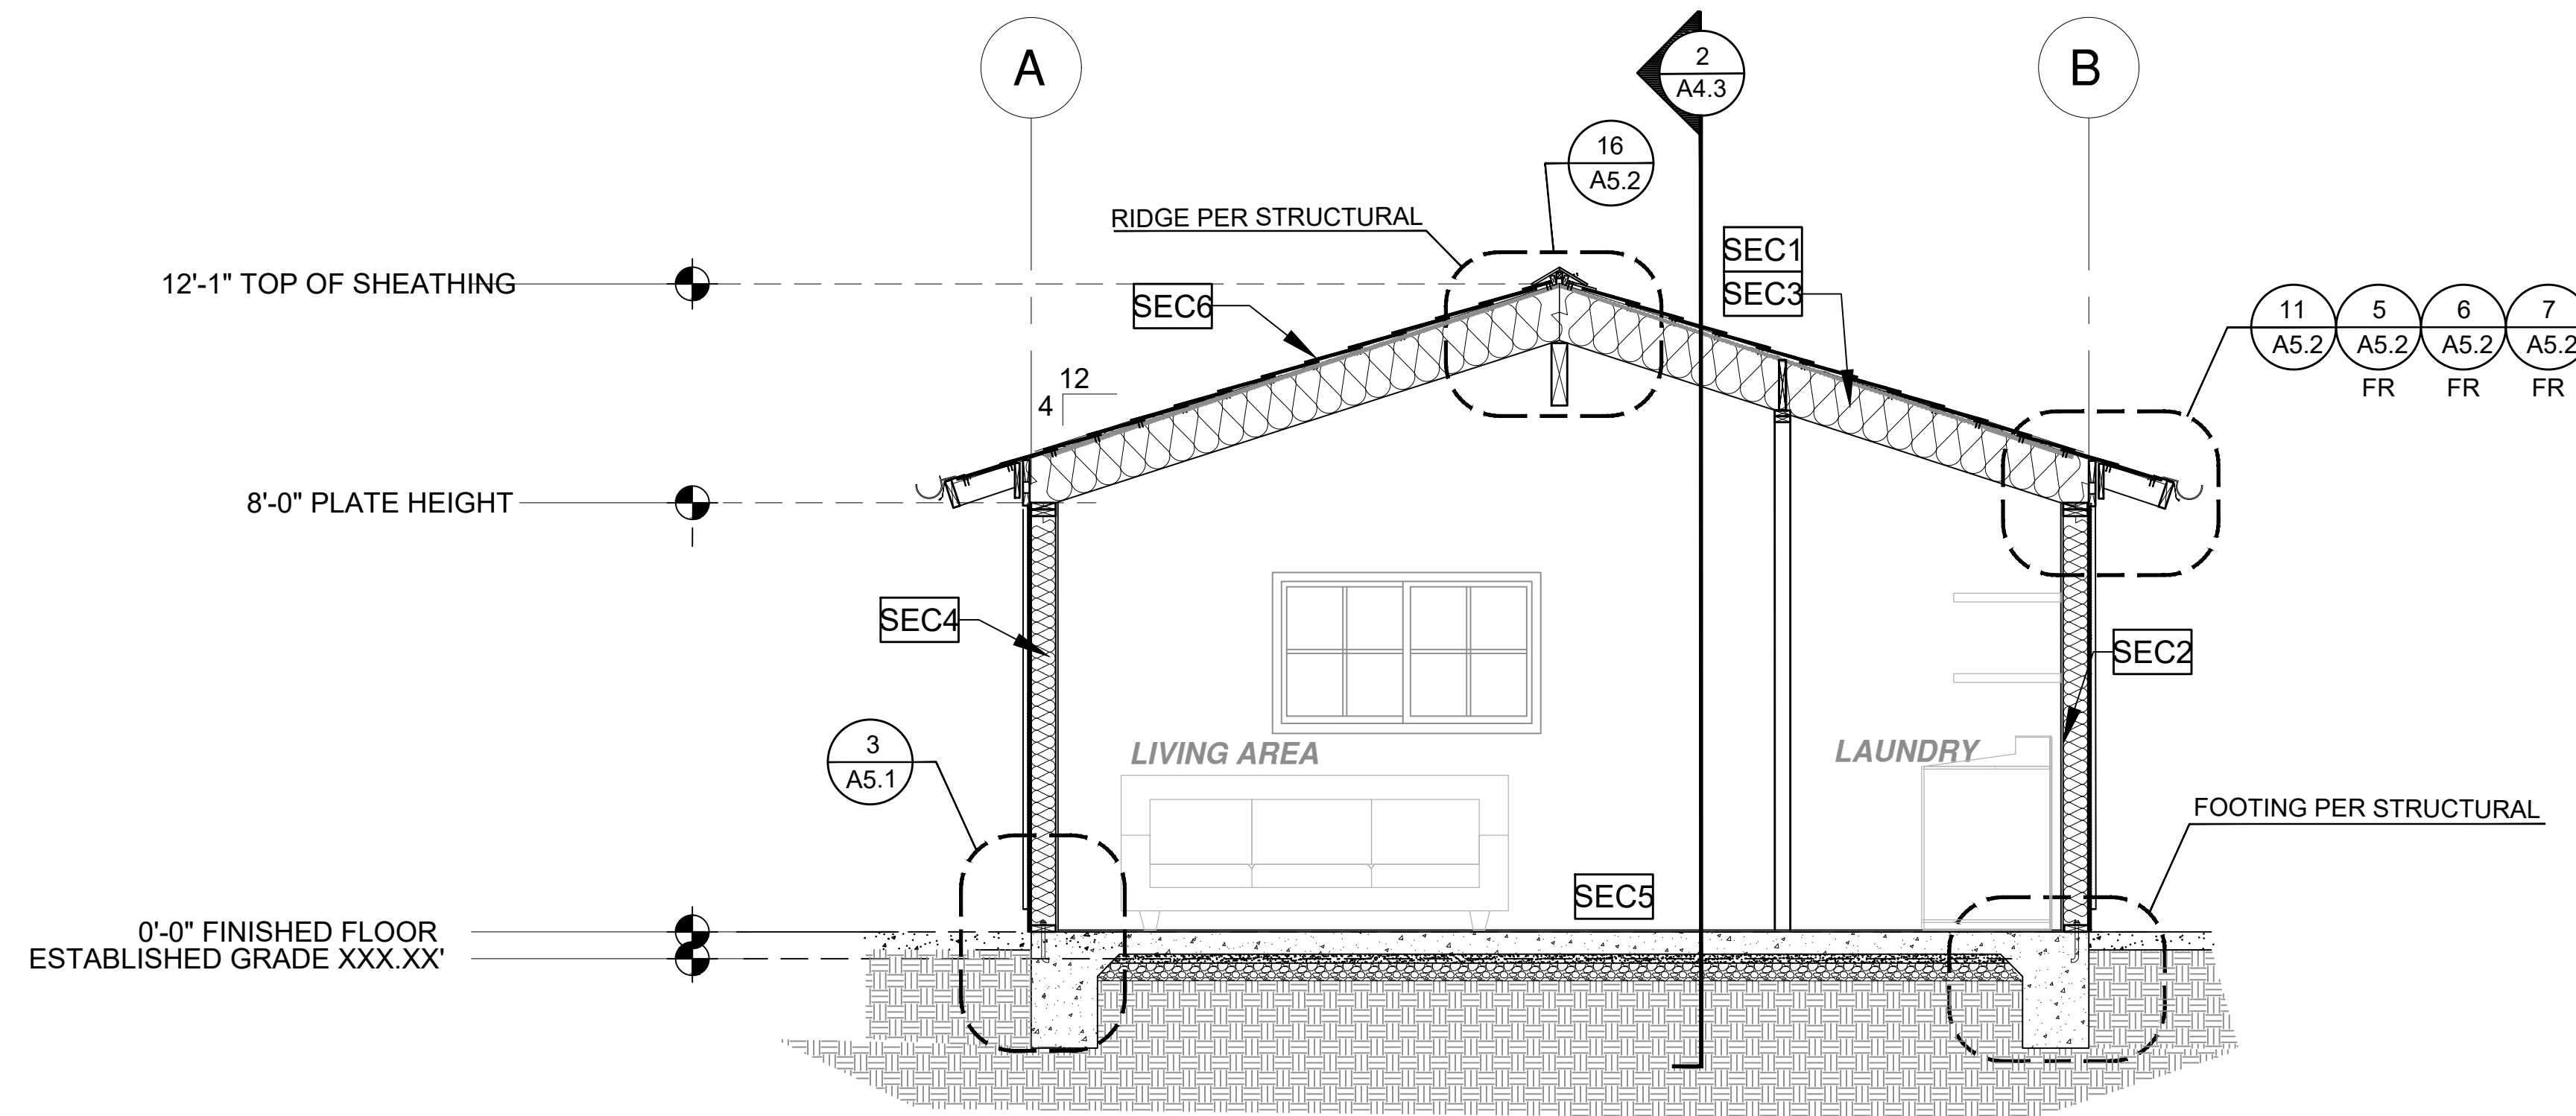 A
2
A4.3
B
16
A5.2
RIDGE PER STRUCTURAL
SEC1
SEC3
12'-1" TOP OF SHEATHING
SEC6
11
A5.2
5
A5.2
FR
6
A5.2
FR
7
A5.2
FR
12
4
8'-0" PLATE HEIGHT
SEC4
SEC2
3
A5.1
LIVING AREA
LAUNDRY
FOOTING PER STRUCTURAL
SEC5
0'-0" FINISHED FLOOR
ESTABLISHED GRADE XXX.XX'